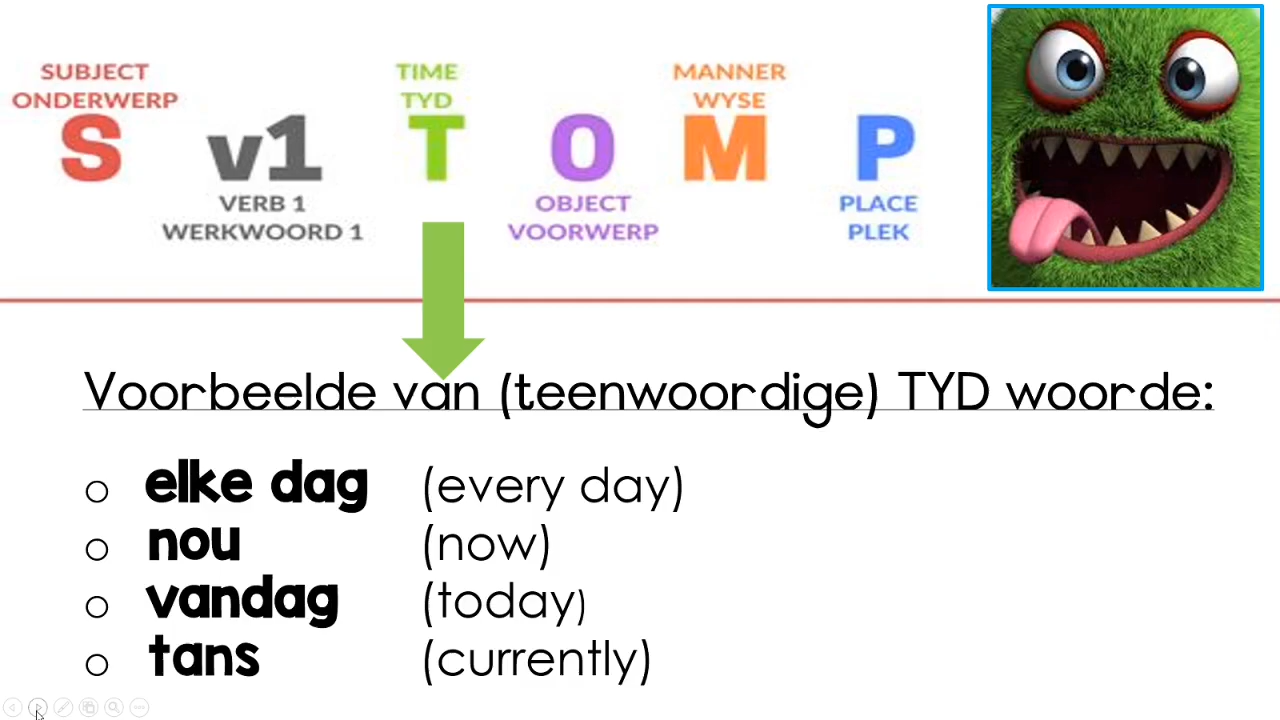 SUBJECT
ONDERWERP
TIME
TYD
MANNER
WYSE
S v1 T O M P
VERB 1
WERKWOORD 1
OBJECT
VOORWERP
PLACE
PLEK
Voorbeelde van (teenwoordige) TYD woorde:
o elke dag (every day)
o nou (now)
o vandag (today)
o tans (currently)